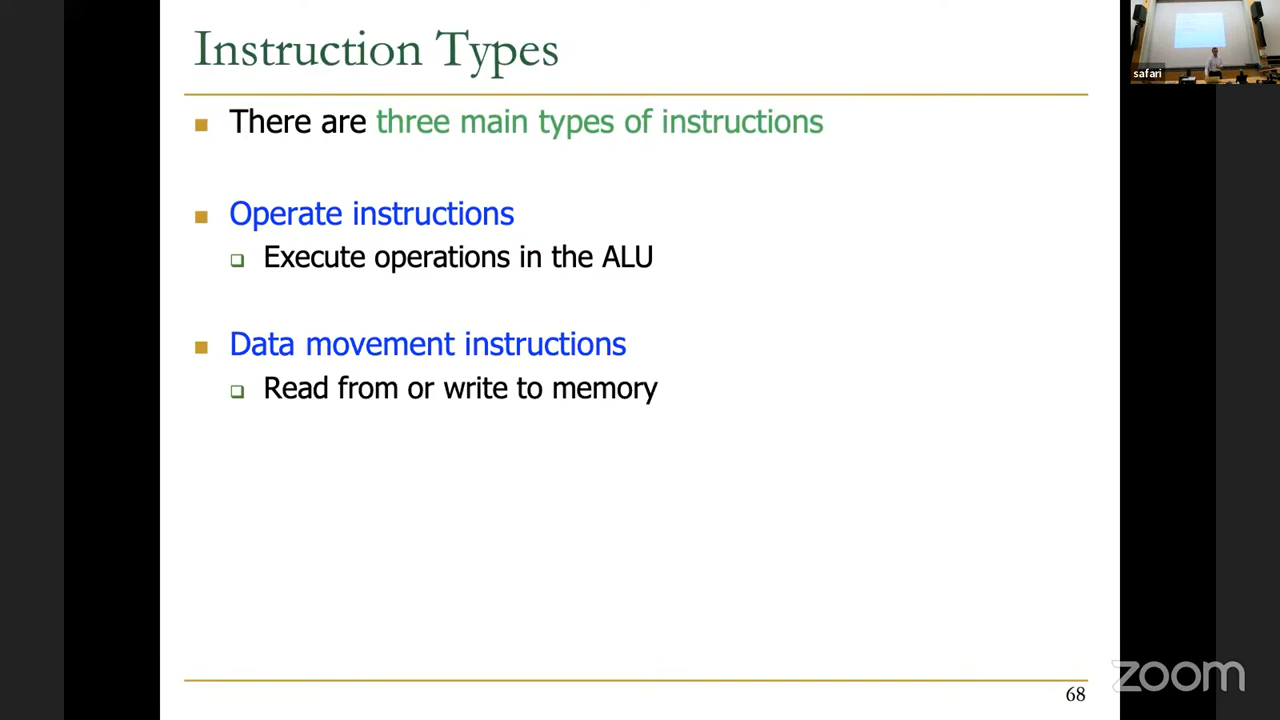 Instruction Types
safari
There are three main types of instructions
Operate instructions
Execute operations in the ALU
Data movement instructions
Read from or write to memory
68
zoom